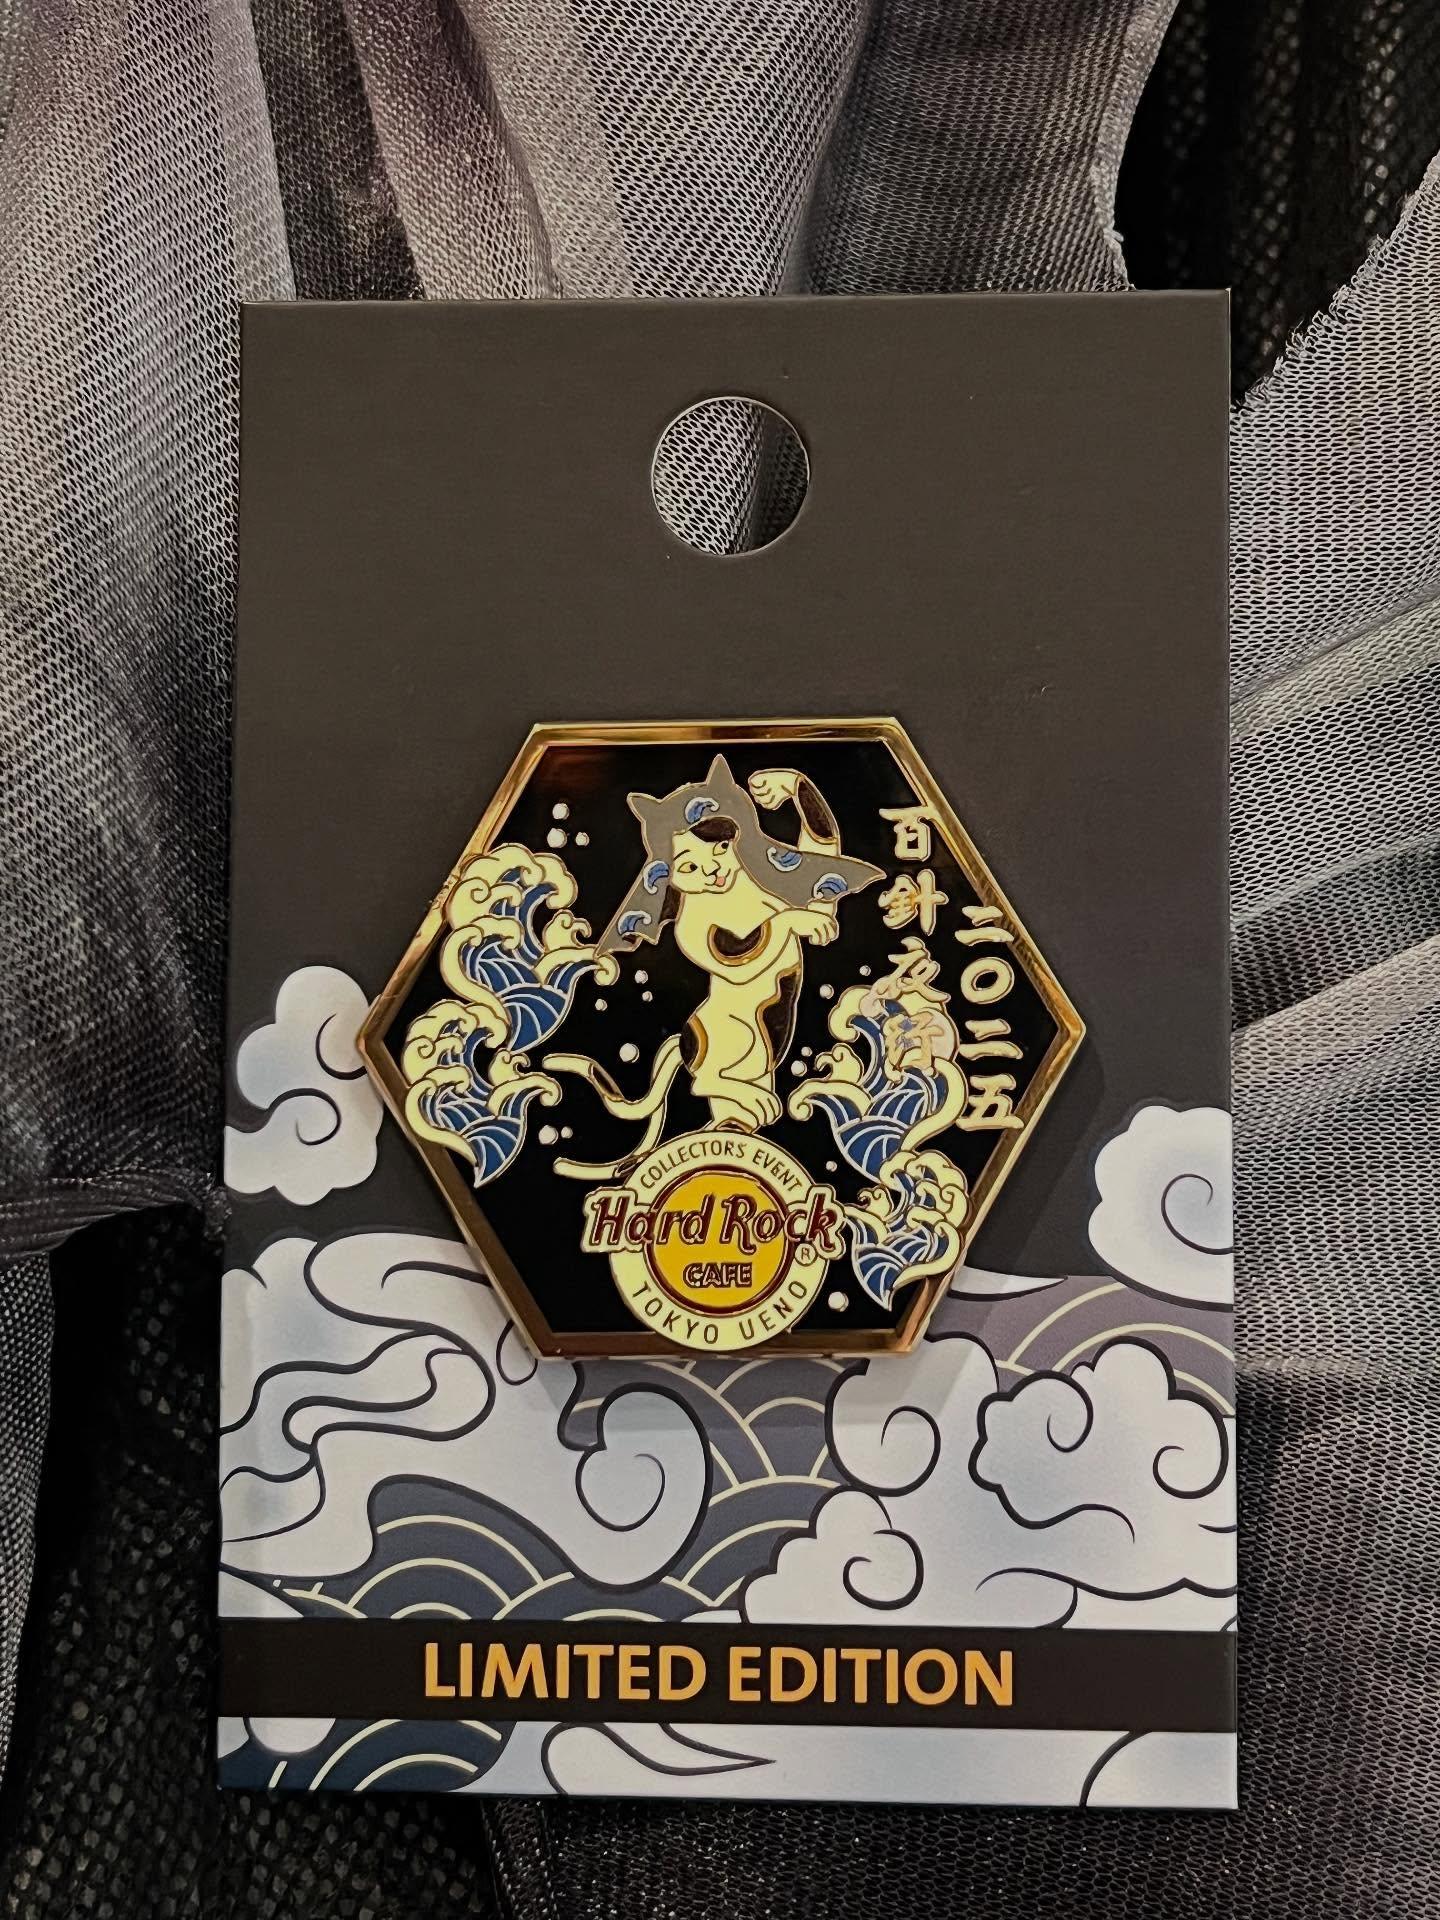 百針夜行
二〇二五
COLLECTORS' EVENT
Hard Rock
CAFE
®
TOKYO UENO
LIMITED EDITION